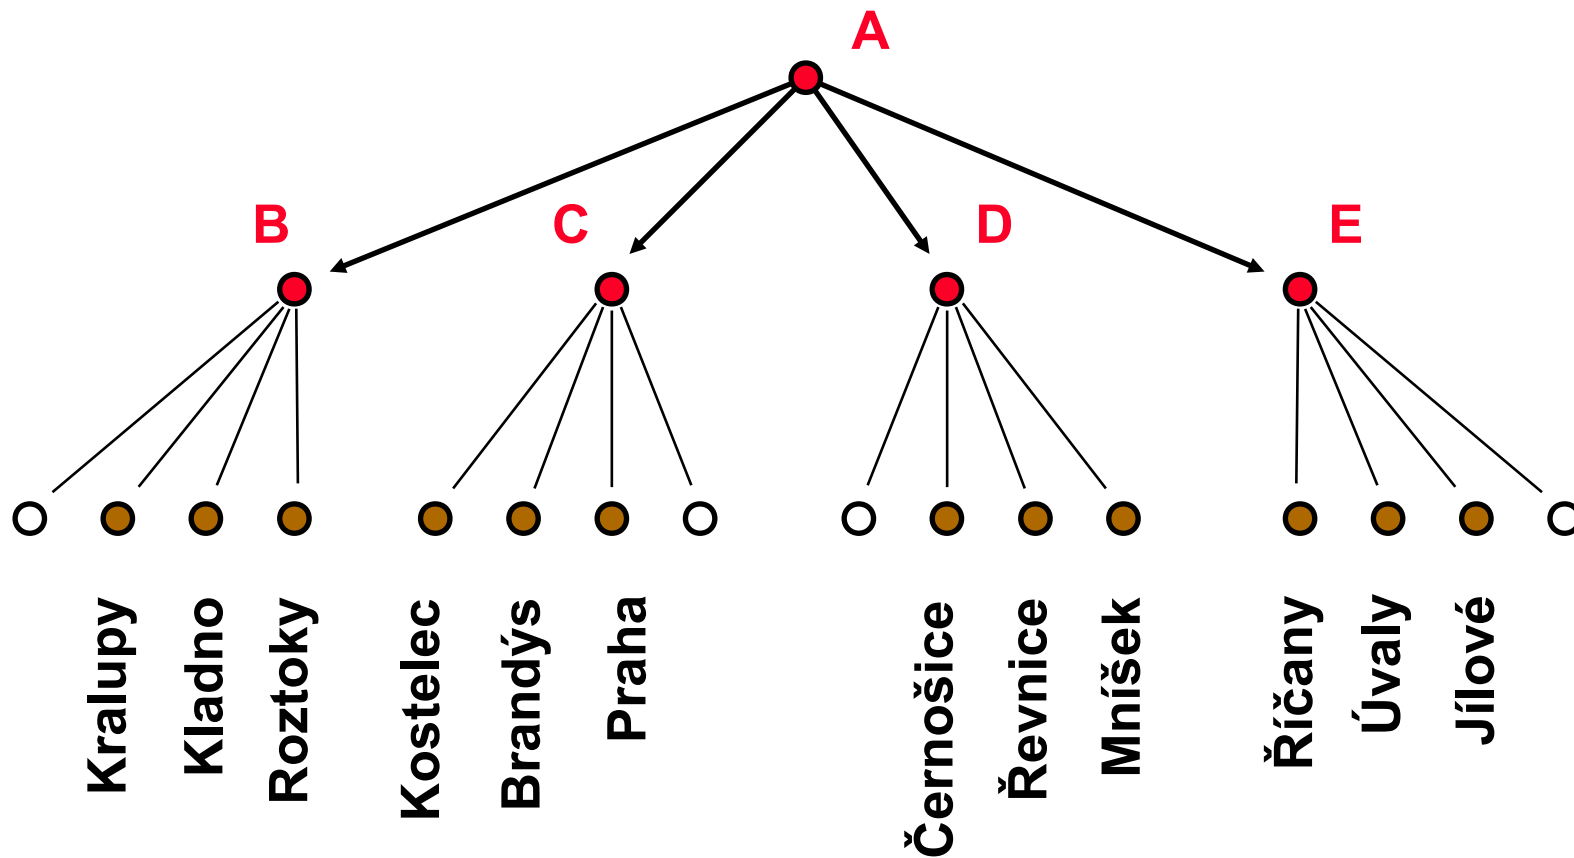 A
B
C
D
E
Kralupy
Kladno
Roztoky
Kostelec
Brandýs
Praha
Černošice
Řevnice
Mníšek
Říčany
Úvaly
Jílové